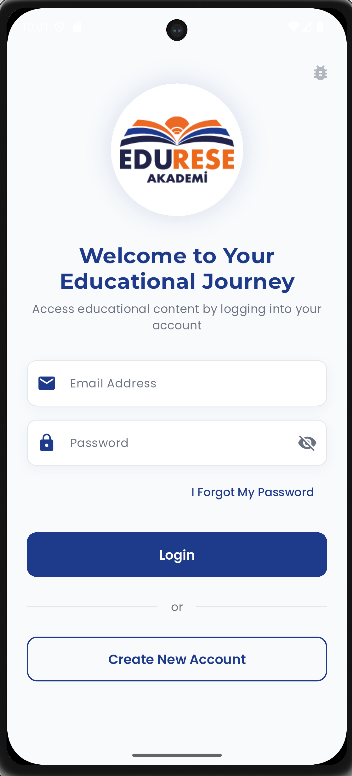 EDURESE
AKADEMİ
Welcome to Your
Educational Journey
Access educational content by logging into your
account
Email Address
Password
I Forgot My Password
Login
or
Create New Account